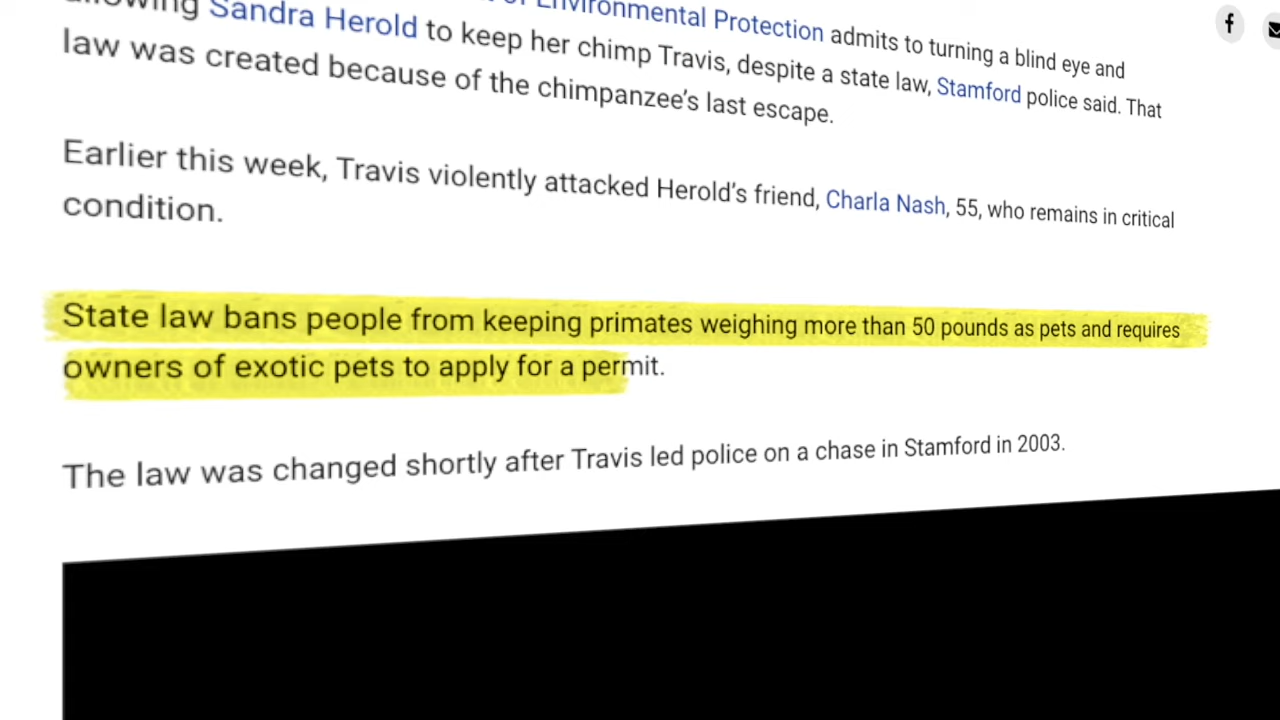 allowing Sandra Herold to keep her chimp Travis, despite a state law, Stamford police said. That
of Environmental Protection admits to turning a blind eye and
law was created because of the chimpanzee's last escape.
Earlier this week, Travis violently attacked Herold's friend, Charla Nash, 55, who remains in critical
condition.
State law bans people from keeping primates weighing more than 50 pounds as pets and requires
owners of exotic pets to apply for a permit.
The law was changed shortly after Travis led police on a chase in Stamford in 2003.